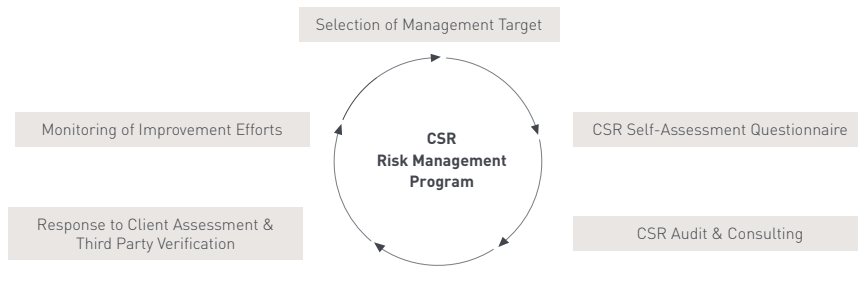 Selection of Management Target
Monitoring of Improvement Efforts
CSR
Risk Management
Program
CSR Self-Assessment Questionnaire
Response to Client Assessment &
Third Party Verification
CSR Audit & Consulting